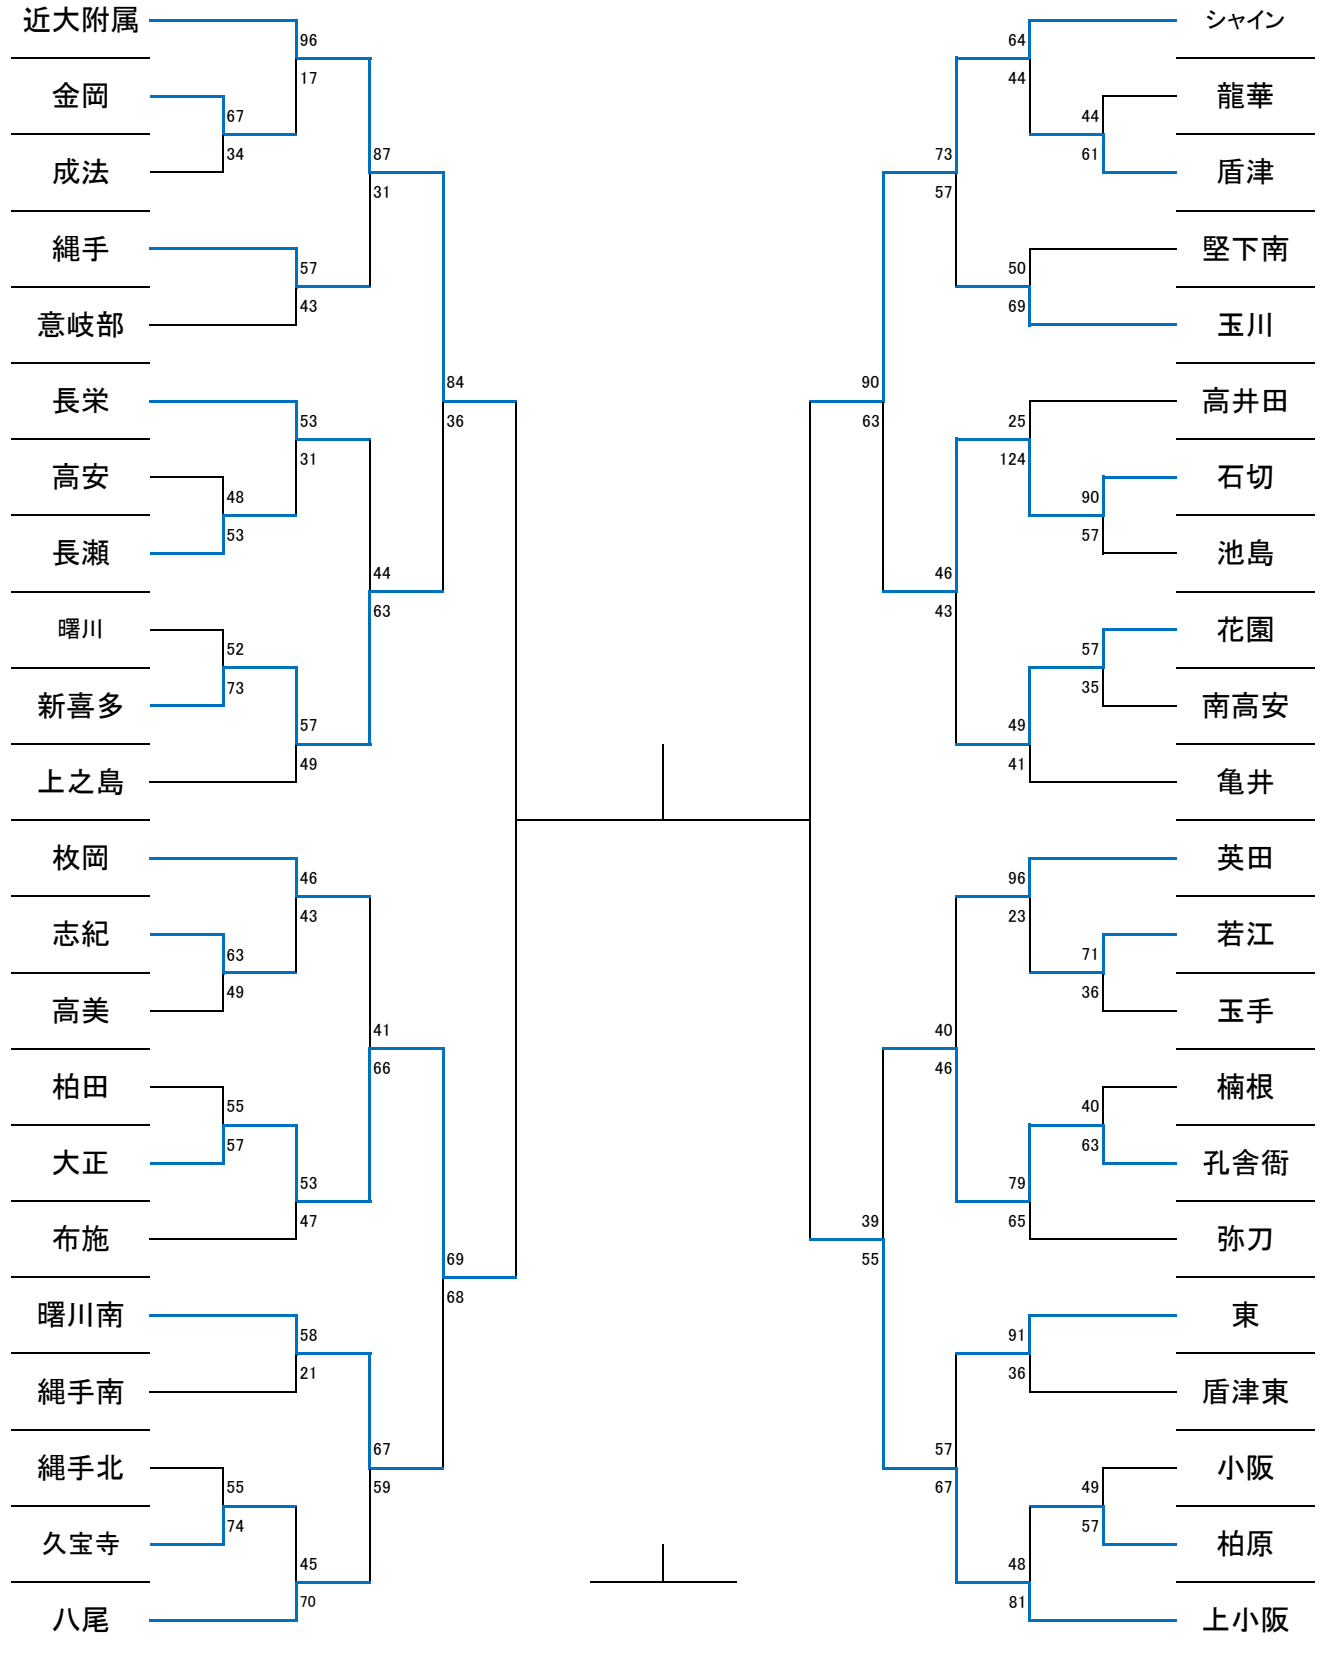 近大附属
96
17
金岡
67
34
成法
87
31
縄手
57
43
意岐部
84
36
長栄
53
31
高安
48
53
長瀬
44
63
曙川
52
73
新喜多
57
49
上之島
枚岡
46
43
志紀
63
49
高美
41
66
柏田
55
57
大正
53
47
布施
69
68
曙川南
58
21
縄手南
67
59
縄手北
55
74
久宝寺
45
70
八尾
シャイン
64
44
龍華
44
61
盾津
73
57
堅下南
50
69
玉川
90
63
高井田
25
124
石切
90
57
池島
46
43
花園
57
35
南高安
49
41
亀井
英田
96
23
若江
71
36
玉手
40
46
楠根
40
63
孔舎衙
79
65
弥刀
39
55
東
91
36
盾津東
57
67
小阪
49
57
柏原
48
81
上小阪